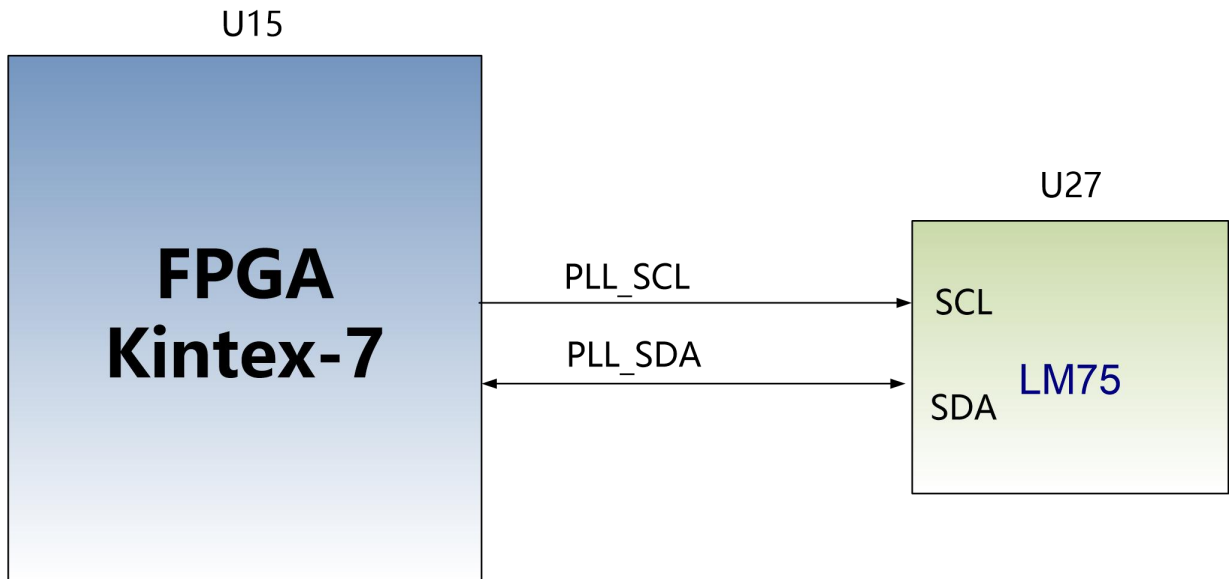 U15
FPGA
Kintex-7
PLL_SCL
PLL_SDA
U27
SCL
LM75
SDA